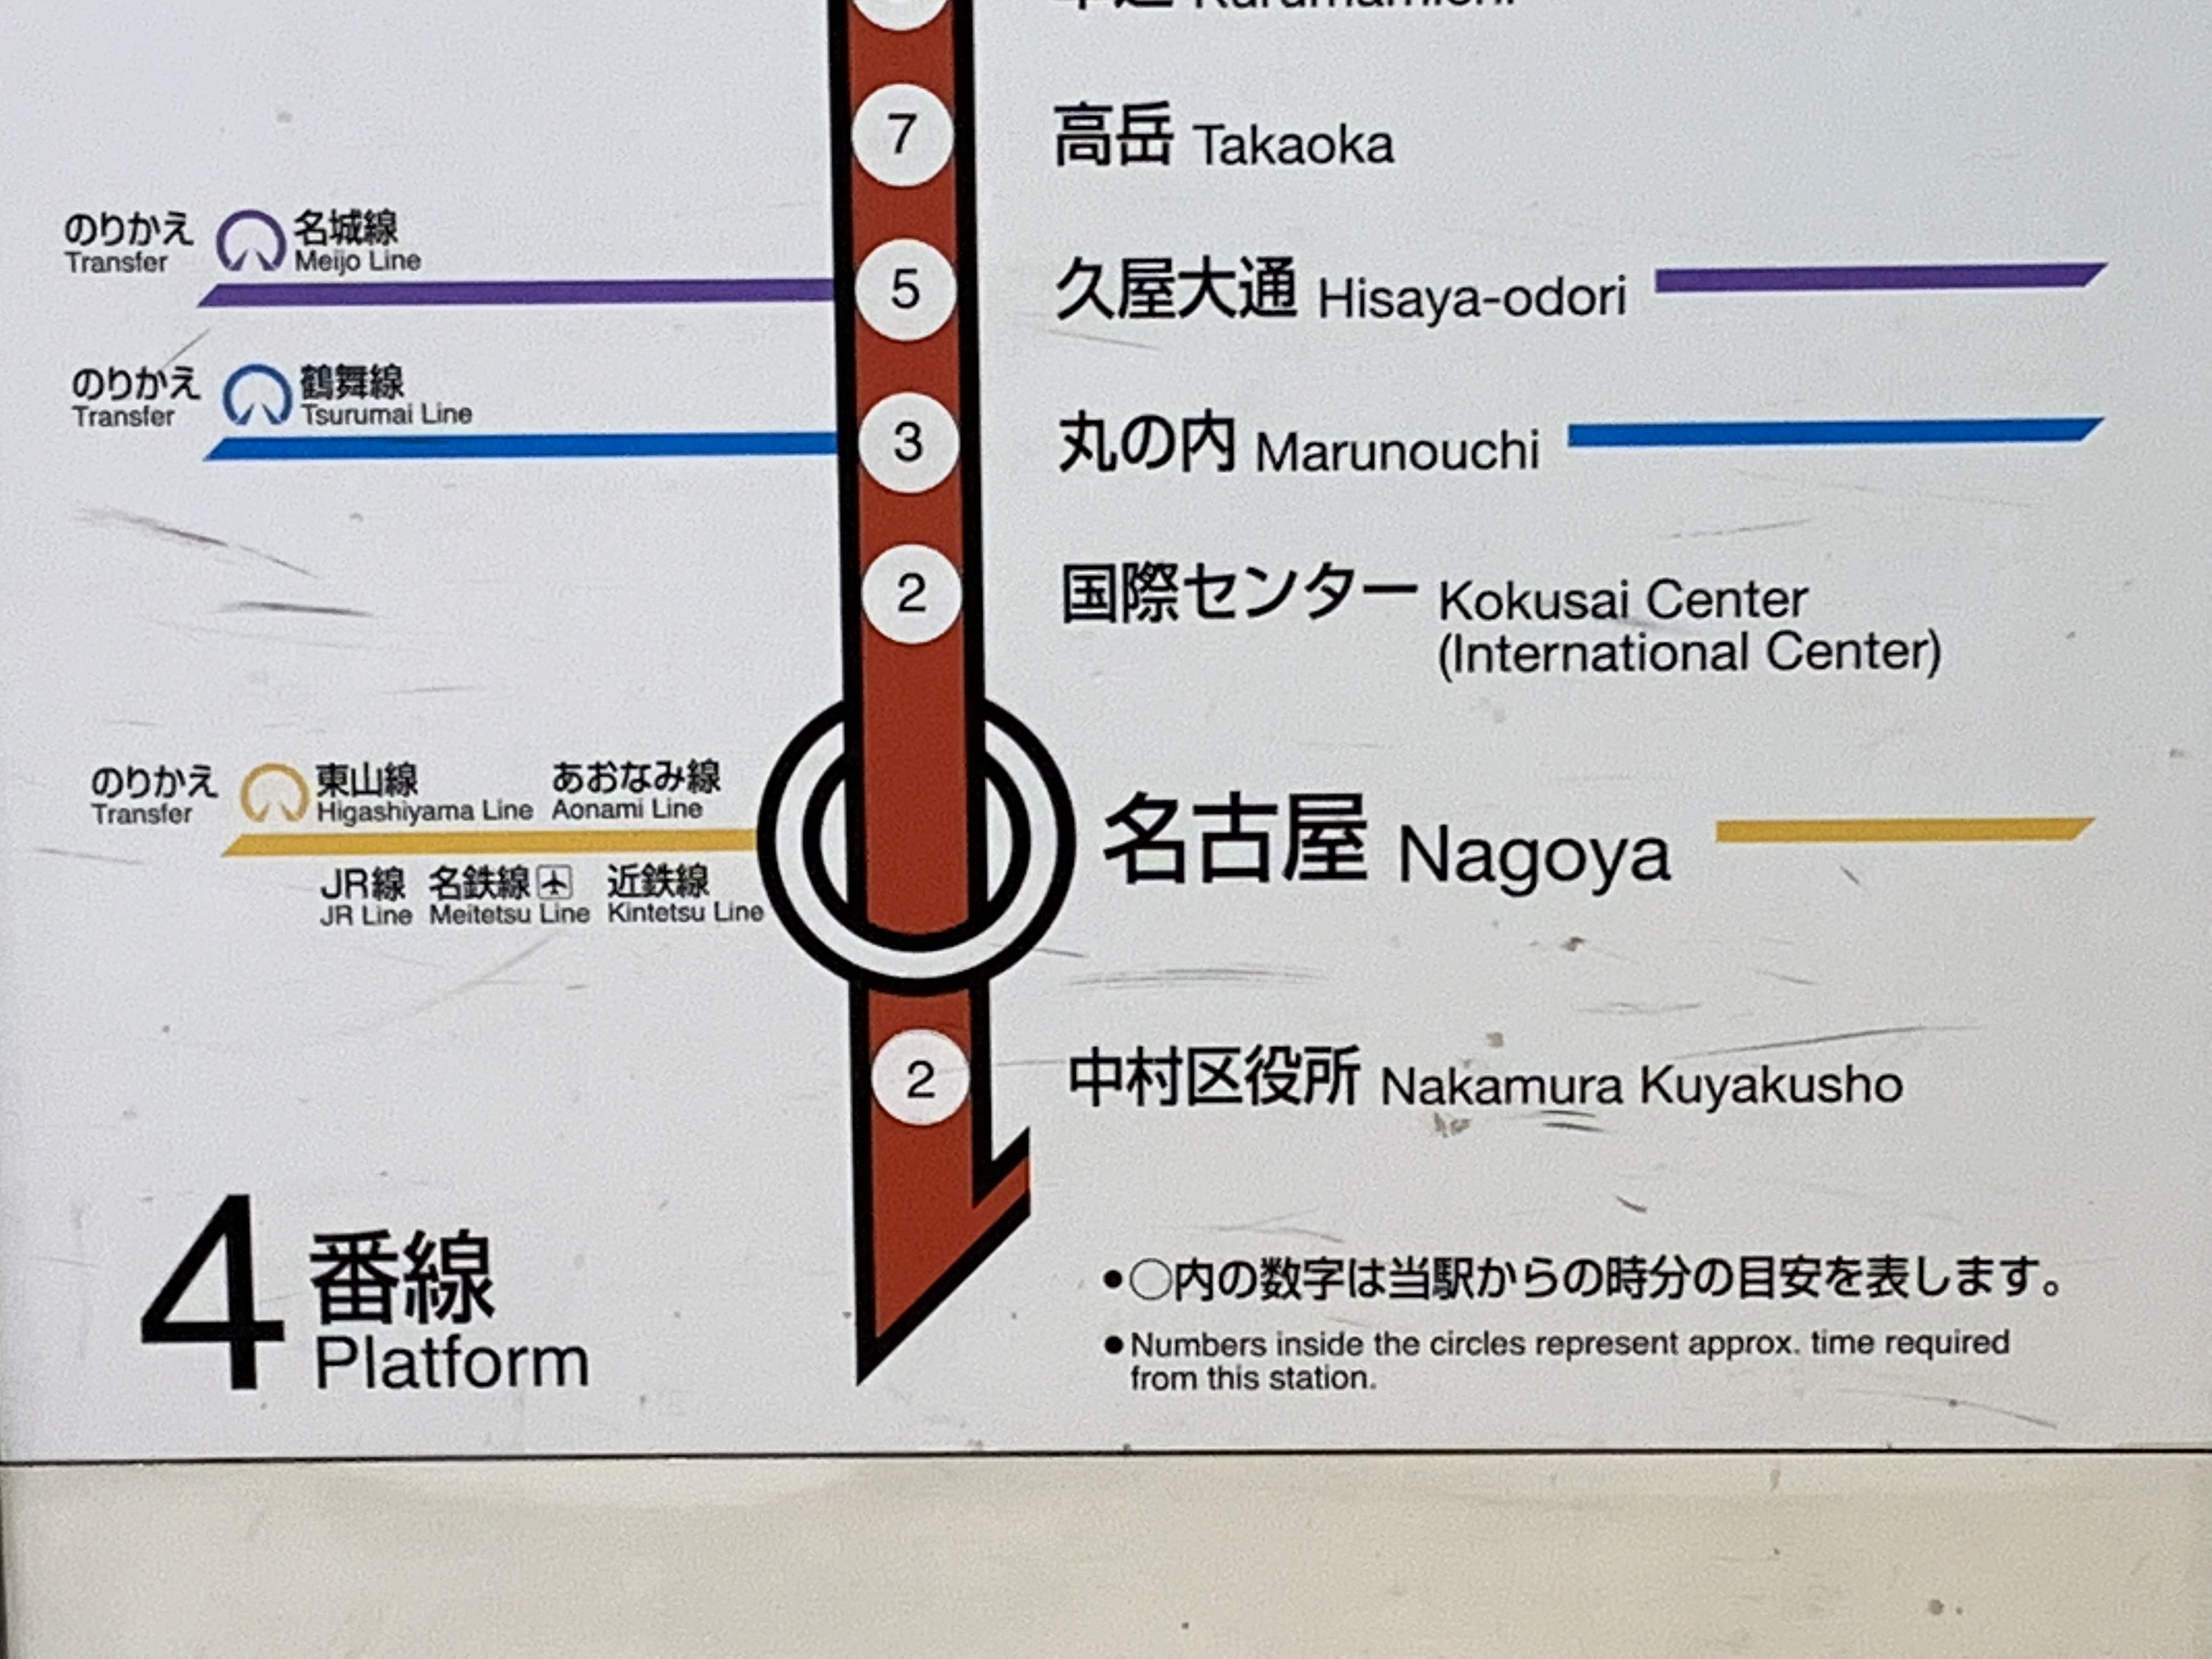 7 高岳 Takaoka
のりかえ 名城線
Transfer Meijo Line
5 久屋大通 Hisaya-odori
のりかえ 鶴舞線
Transfer Tsurumai Line
3 丸の内 Marunouchi
2 国際センター Kokusai Center
(International Center)
のりかえ 東山線 あおなみ線
Transfer Higashiyama Line Aonami Line
名古屋 Nagoya
JR線 名鉄線 近鉄線
JR Line Meitetsu Line Kintetsu Line
2 中村区役所 Nakamura Kuyakusho
4 番線
Platform
●○内の数字は当駅からの時分の目安を表します。
●Numbers inside the circles represent approx. time required
from this station.